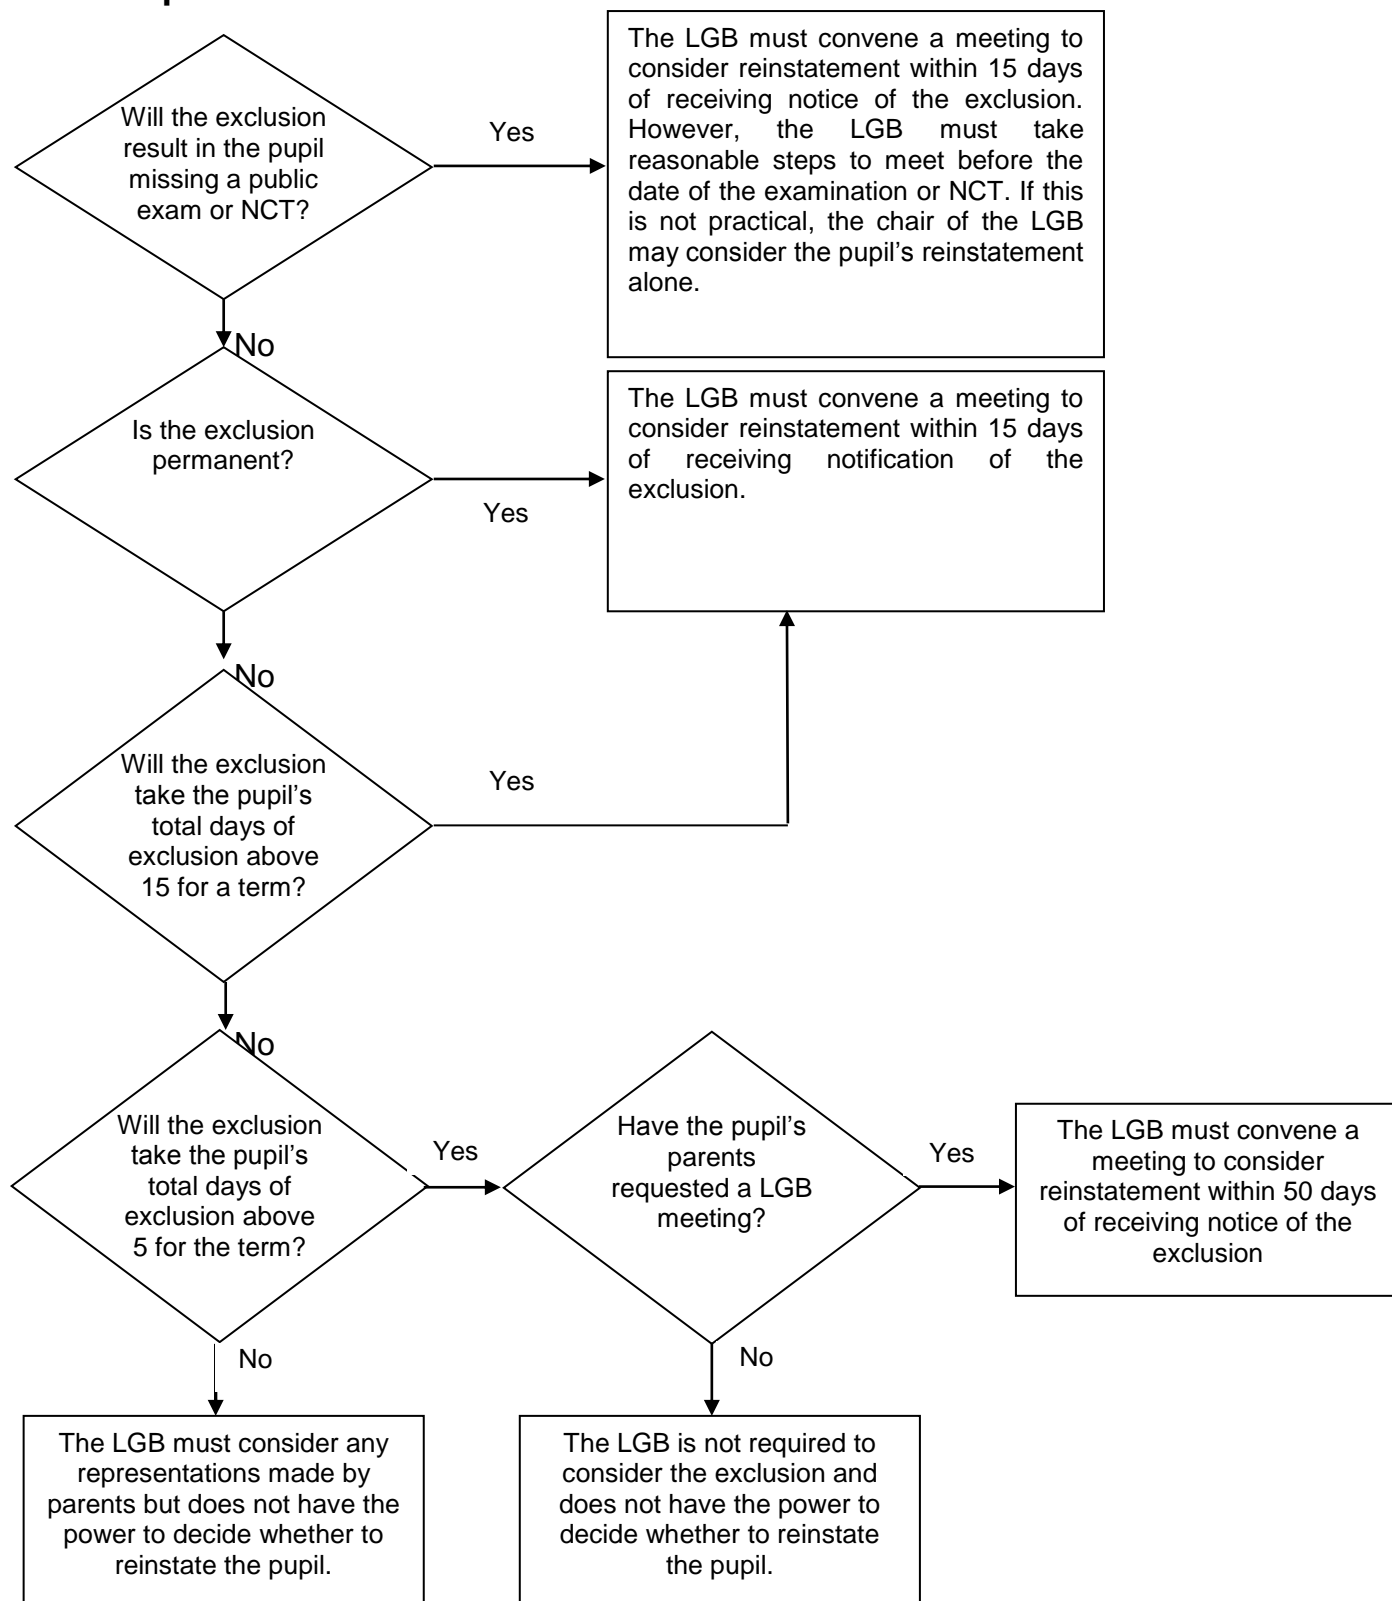 Will the exclusion
result in the pupil
missing a public
exam or NCT?
Yes
The LGB must convene a meeting to
consider reinstatement within 15 days
of receiving notice of the exclusion.
However, the LGB must take
reasonable steps to meet before the
date of the examination or NCT. If this
is not practical, the chair of the LGB
may consider the pupil’s reinstatement
alone.
No
Is the exclusion
permanent?
Yes
The LGB must convene a meeting to
consider reinstatement within 15 days
of receiving notification of the
exclusion.
No
Will the exclusion
take the pupil’s
total days of
exclusion above
15 for a term?
Yes
No
Will the exclusion
take the pupil’s
total days of
exclusion above
5 for the term?
Yes
Have the pupil’s
parents
requested a LGB
meeting?
Yes
The LGB must convene a
meeting to consider
reinstatement within 50 days
of receiving notice of the
exclusion
No
No
The LGB must consider any
representations made by
parents but does not have the
power to decide whether to
reinstate the pupil.
The LGB is not required to
consider the exclusion and
does not have the power to
decide whether to reinstate
the pupil.